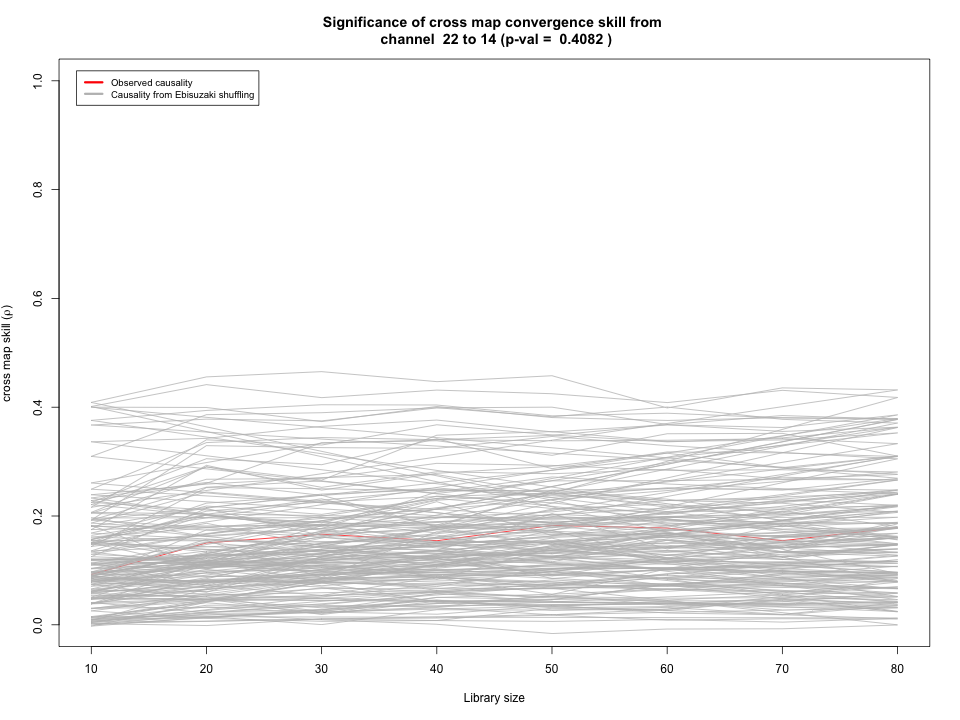 Significance of cross map convergence skill from
channel  22 to 14 (p-val =  0.4082 )
Observed causality
Causality from Ebisuzaki shuffling
cross map skill (ρ)
1.0
0.8
0.6
0.4
0.2
0.0
10 20 30 40 50 60 70 80
Library size